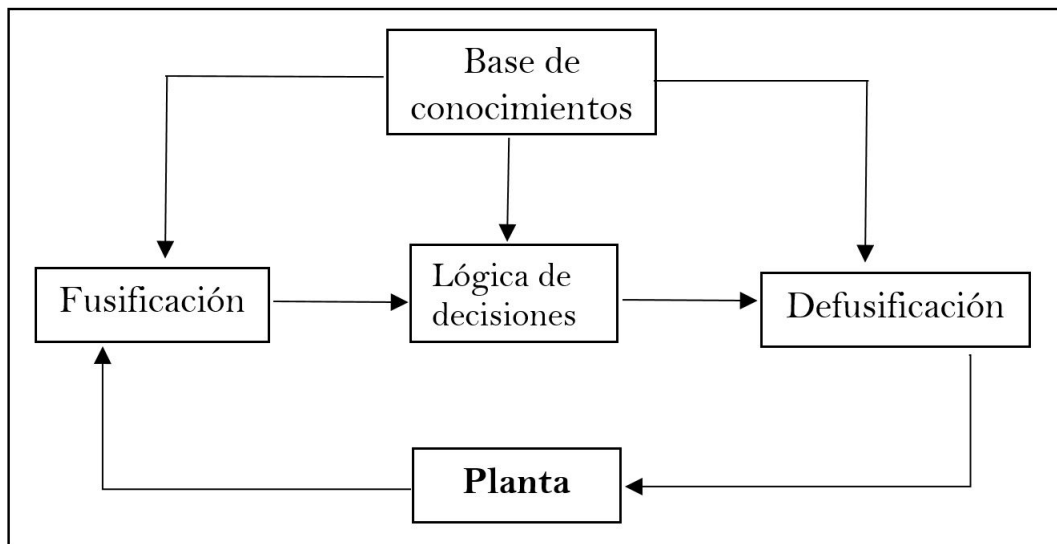 Base de
conocimientos
Fusificación
Lógica de
decisiones
Defusificación
Planta